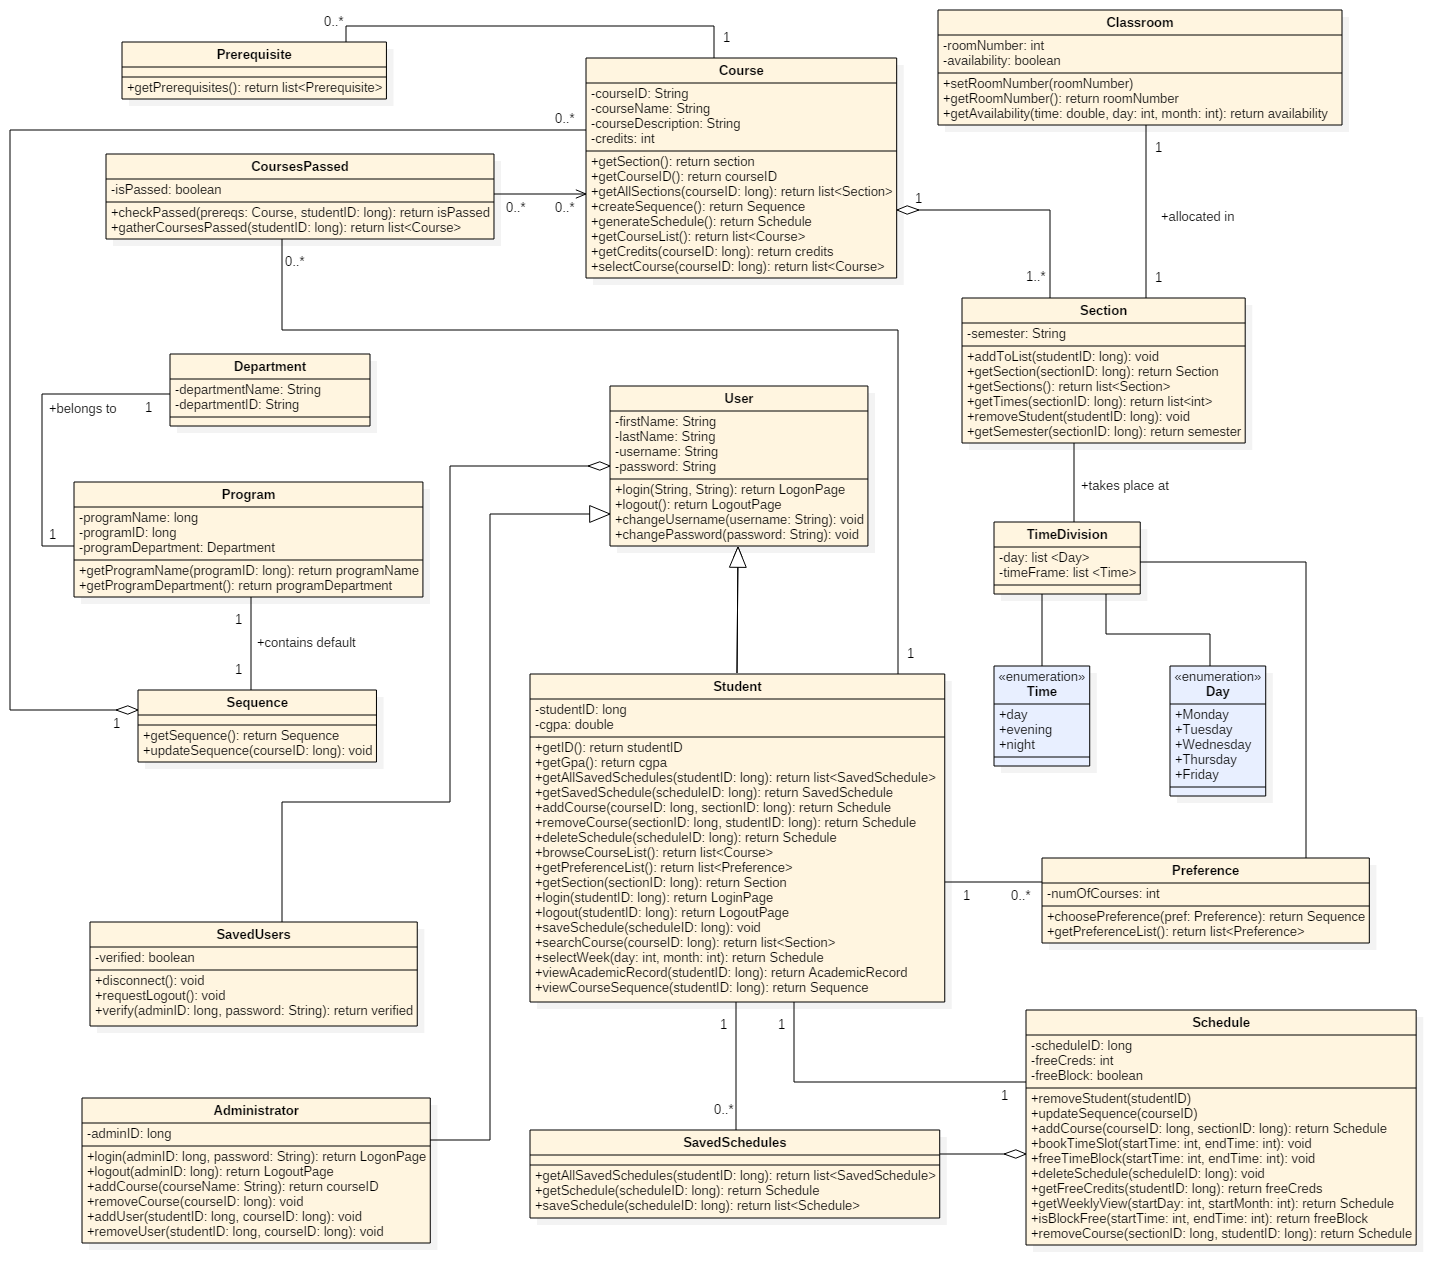 0..*
1
Prerequisite
+getPrerequisites(): return list<Prerequisite>
Course
-courseID: String
-courseName: String
-courseDescription: String
-credits: int
+getSection(): return section
+getCourseID(): return courseID
+getAllSections(courseID: long): return list<Section>
+createSequence(): return Sequence
+generateSchedule(): return Schedule
+getCourseList(): return list<Course>
+getCredits(courseID: long): return credits
+selectCourse(courseID: long): return list<Course>
Classroom
-roomNumber: int
-availability: boolean
+setRoomNumber(roomNumber)
+getRoomNumber(): return roomNumber
+getAvailability(time: double, day: int, month: int): return availability
0..*
CoursesPassed
-isPassed: boolean
+checkPassed(prereqs: Course, studentID: long): return isPassed
+gatherCoursesPassed(studentID: long): return list<Course>
0..*
0..*
0..*
1
1..*
1
+allocated in
1
Section
-semester: String
+addToList(studentID: long): void
+getSection(sectionID: long): return Section
+getSections(): return list<Section>
+getTimes(sectionID: long): return list<int>
+removeStudent(studentID: long): void
+getSemester(sectionID: long): return semester
Department
-departmentName: String
-departmentID: String
+belongs to
1
1
User
-firstName: String
-lastName: String
-username: String
-password: String
+login(String, String): return LogonPage
+logout(): return LogoutPage
+changeUsername(username: String): void
+changePassword(password: String): void
+takes place at
Program
-programName: long
-programID: long
-programDepartment: Department
+getProgramName(programID: long): return programName
+getProgramDepartment(): return programDepartment
TimeDivision
-day: list <Day>
-timeFrame: list <Time>
1
+contains default
1
1
«enumeration»
Time
+day
+evening
+night
«enumeration»
Day
+Monday
+Tuesday
+Wednesday
+Thursday
+Friday
Sequence
+getSequence(): return Sequence
+updateSequence(courseID: long): void
1
Student
-studentID: long
-cgpa: double
+getID(): return studentID
+getGpa(): return cgpa
+getAllSavedSchedules(studentID: long): return list<SavedSchedule>
+getSavedSchedule(scheduleID: long): return SavedSchedule
+addCourse(courseID: long, sectionID: long): return Schedule
+removeCourse(sectionID: long, studentID: long): return Schedule
+deleteSchedule(scheduleID: long): return Schedule
+browseCourseList(): return list<Course>
+getPreferenceList(): return list<Preference>
+getSection(sectionID: long): return Section
+login(studentID: long): return LoginPage
+logout(studentID: long): return LogoutPage
+saveSchedule(scheduleID: long): void
+searchCourse(courseID: long): return list<Section>
+selectWeek(day: int, month: int): return Schedule
+viewAcademicRecord(studentID: long): return AcademicRecord
+viewCourseSequence(studentID: long): return Sequence
1
0..*
Preference
-numOfCourses: int
+choosePreference(pref: Preference): return Sequence
+getPreferenceList(): return list<Preference>
SavedUsers
-verified: boolean
+disconnect(): void
+requestLogout(): void
+verify(adminID: long, password: String): return verified
1
1
0..*
1
Schedule
-scheduleID: long
-freeCreds: int
-freeBlock: boolean
+removeStudent(studentID)
+updateSequence(courseID)
+addCourse(courseID: long, sectionID: long): return Schedule
+bookTimeSlot(startTime: int, endTime: int): void
+freeTimeBlock(startTime: int, endTime: int): void
+deleteSchedule(scheduleID: long): void
+getFreeCredits(studentID: long): return freeCreds
+getWeeklyView(startDay: int, startMonth: int): return Schedule
+isBlockFree(startTime: int, endTime: int): return freeBlock
+removeCourse(sectionID: long, studentID: long): return Schedule
Administrator
-adminID: long
+login(adminID: long, password: String): return LogonPage
+logout(adminID: long): return LogoutPage
+addCourse(courseName: String): return courseID
+removeCourse(courseID: long): void
+addUser(studentID: long, courseID: long): void
+removeUser(studentID: long, courseID: long): void
SavedSchedules
+getAllSavedSchedules(studentID: long): return list<SavedSchedule>
+getSchedule(scheduleID: long): return Schedule
+saveSchedule(scheduleID: long): return list<Schedule>